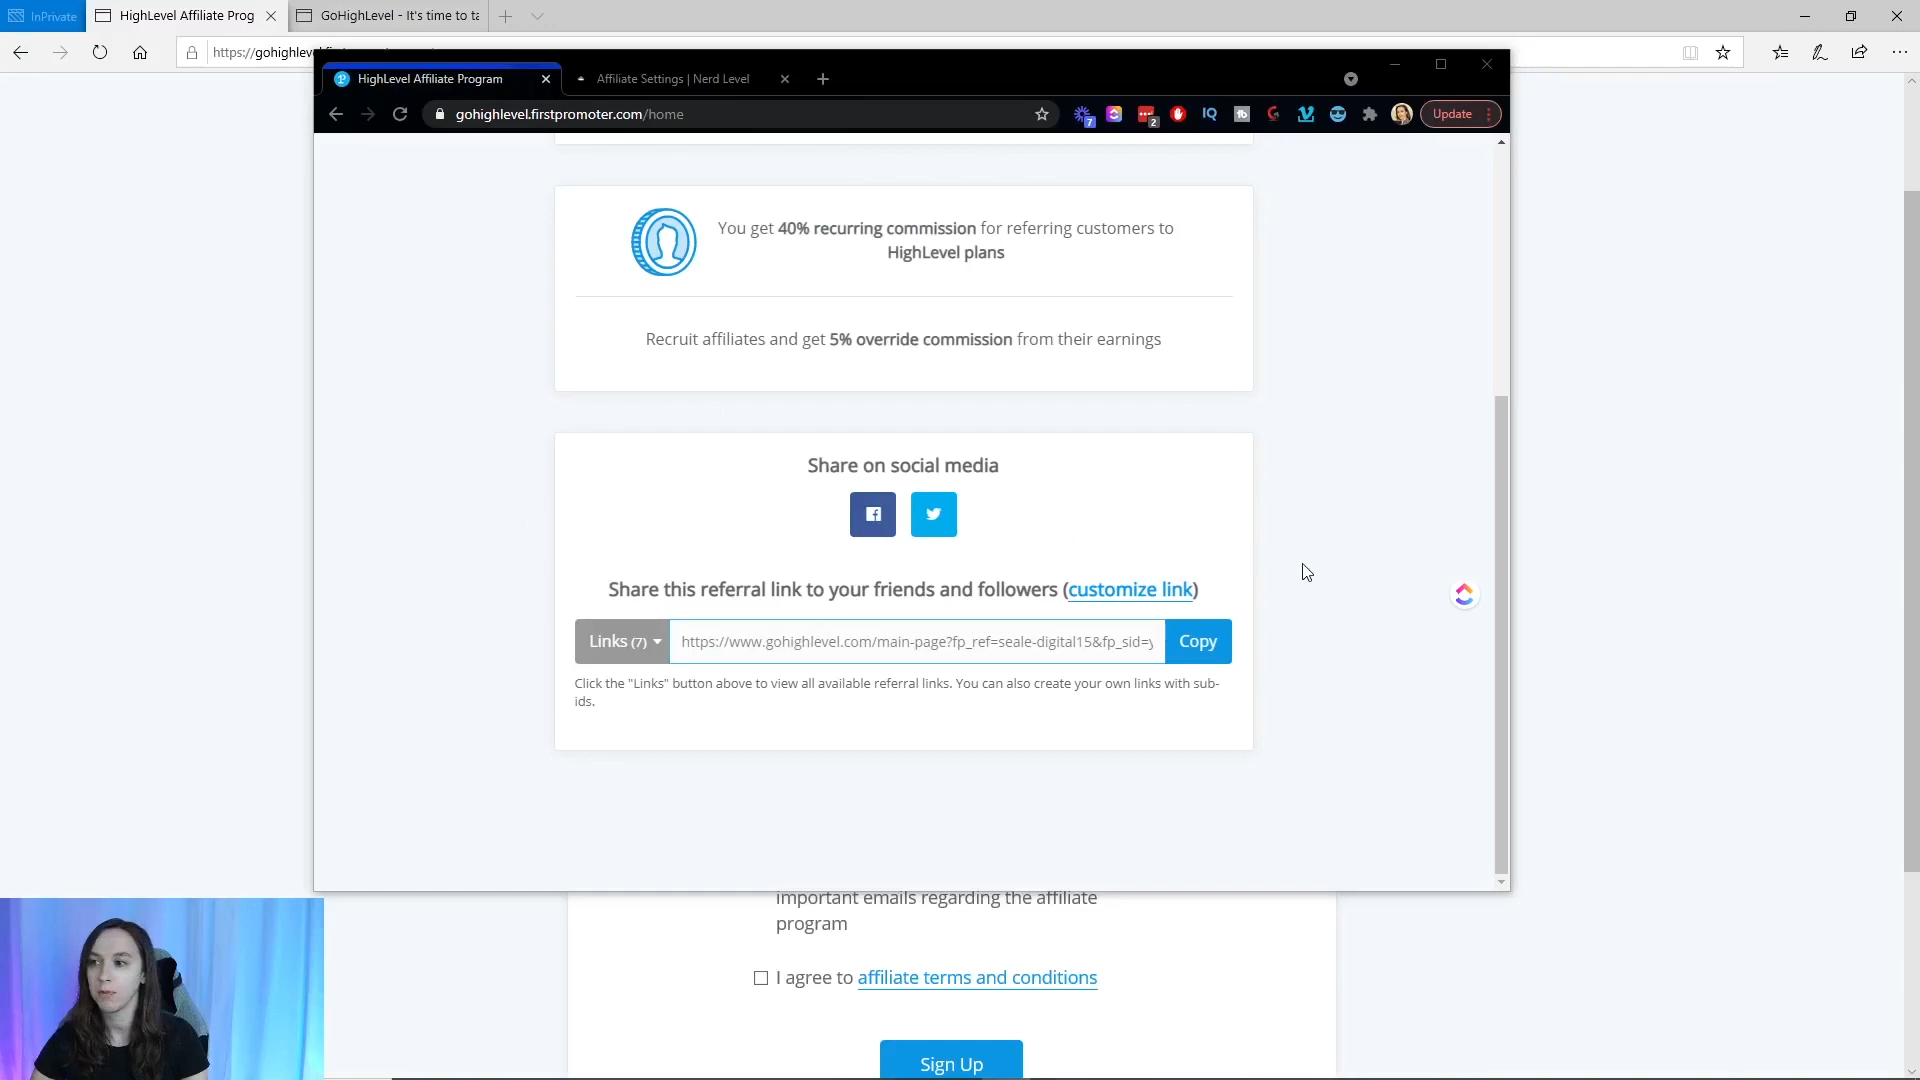 InPrivate
HighLevel Affiliate Prog
GoHighLevel - It's time to ta
https://gohighlevel
HighLevel Affiliate Program
Affiliate Settings | Nerd Level
gohighlevel.firstpromoter.com/home
7
2
IQ
Update
You get 40% recurring commission for referring customers to
HighLevel plans
Recruit affiliates and get 5% override commission from their earnings
Share on social media
Share this referral link to your friends and followers (customize link)
Links (7)
https://www.gohighlevel.com/main-page?fp_ref=seale-digital15&fp_sid=y
Copy
Click the "Links" button above to view all available referral links. You can also create your own links with sub-
ids.
important emails regarding the affiliate
program
I agree to affiliate terms and conditions
Sign Up